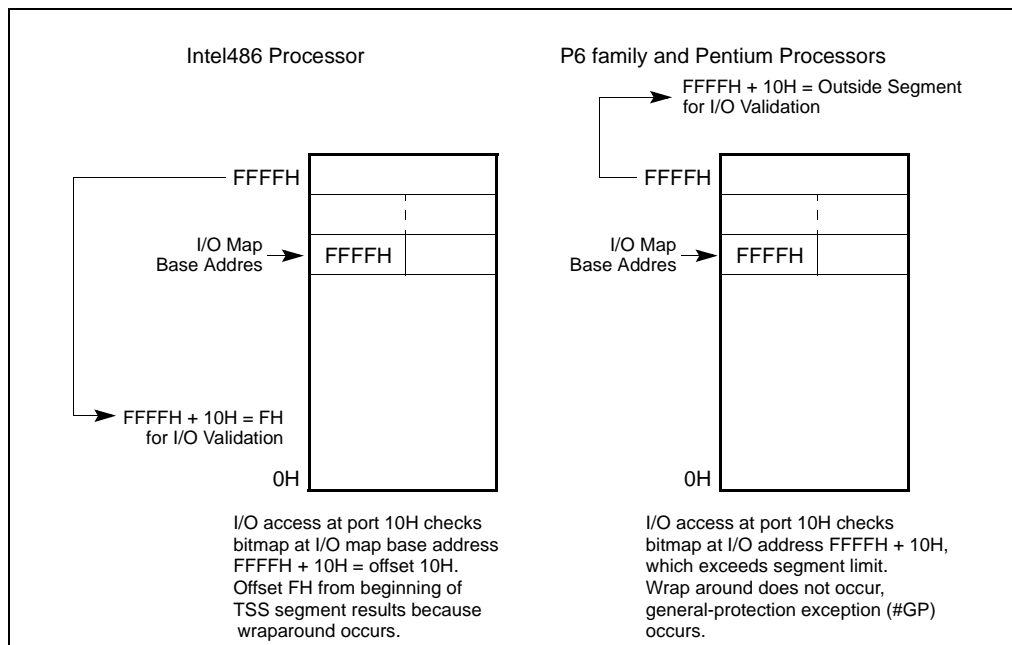 Intel486 Processor
FFFFH
I/O Map
Base Addres
FFFFH
FFFFH + 10H = FH
for I/O Validation
0H
I/O access at port 10H checks
bitmap at I/O map base address
FFFFH + 10H = offset 10H.
Offset FH from beginning of
TSS segment results because
wraparound occurs.
P6 family and Pentium Processors
FFFFH + 10H = Outside Segment
for I/O Validation
FFFFH
I/O Map
Base Addres
FFFFH
0H
I/O access at port 10H checks
bitmap at I/O address FFFFH + 10H,
which exceeds segment limit.
Wrap around does not occur,
general-protection exception (#GP)
occurs.